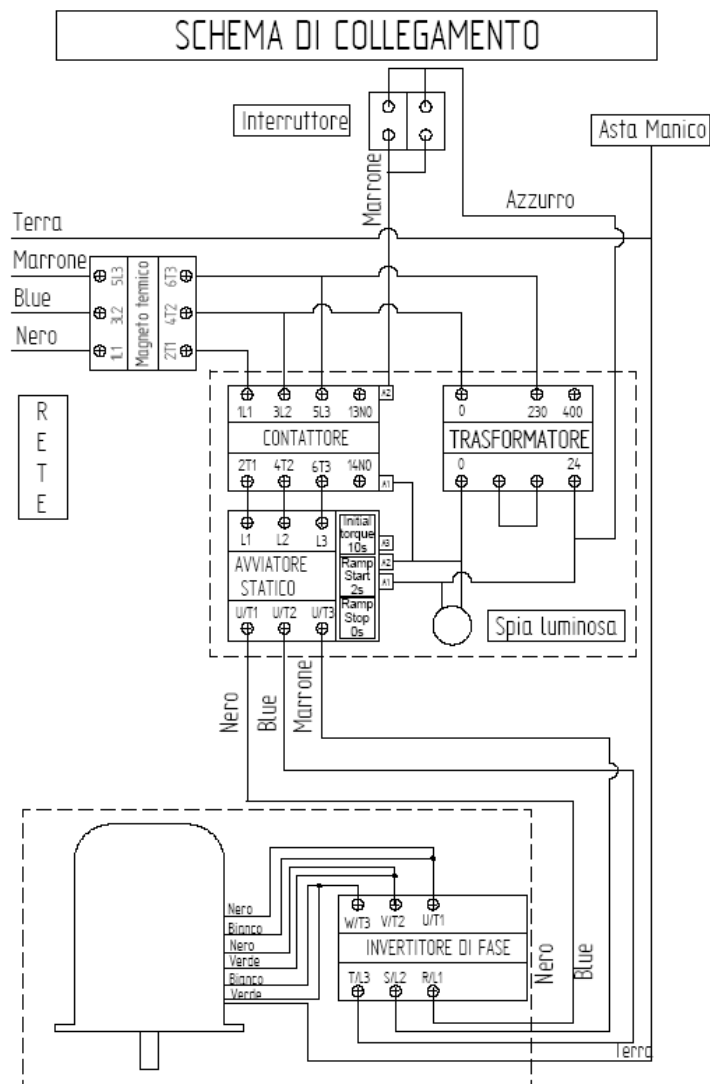 SCHEMA DI COLLEGAMENTO
Interruttore
Asta Manico
Marrone
Azzurro
Terra
Marrone
Blue
Nero
5L3
3L2
1L1
Magneto termico
6T3
4T2
2T1
RETE
1L1 3L2 5L3 13NO
A2
CONTATTORE
2T1 4T2 6T3 14NO
A1
0 230 400
TRASFORMATORE
0 24
L1 L2 L3
AVVIATORE
STATICO
U/T1 U/T2 U/T3
Initial
torque
10s
Ramp
Start
2s
Ramp
Stop
0s
A3
A2
A1
Spia luminosa
Nero
Blue
Marrone
Nero
Bianco
Nero
Verde
Bianco
Verde
W/T3 V/T2 U/T1
INVERTITORE DI FASE
T/L3 S/L2 R/L1
Nero
Blue
Terra